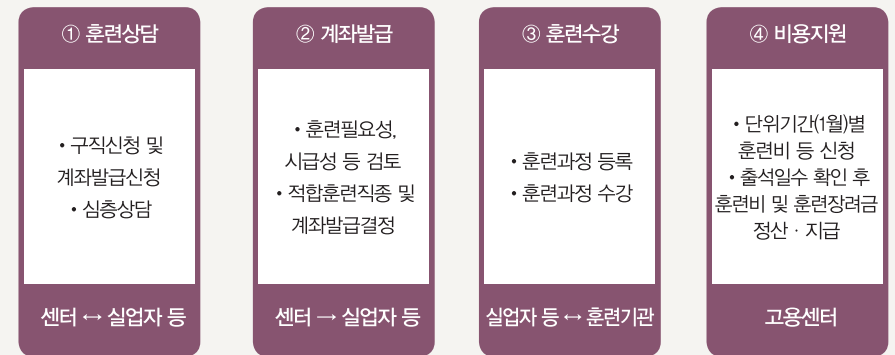 ① 훈련상담
• 구직신청 및
계좌발급신청
• 심층상담
센터 ↔ 실업자 등
② 계좌발급
• 훈련필요성,
시급성 등 검토
• 적합훈련직종 및
계좌발급결정
센터 → 실업자 등
③ 훈련수강
• 훈련과정 등록
• 훈련과정 수강
실업자 등 ↔ 훈련기관
④ 비용지원
• 단위기간(1월)별
훈련비 등 신청
• 출석일수 확인 후
훈련비 및 훈련장려금
정산 · 지급
고용센터